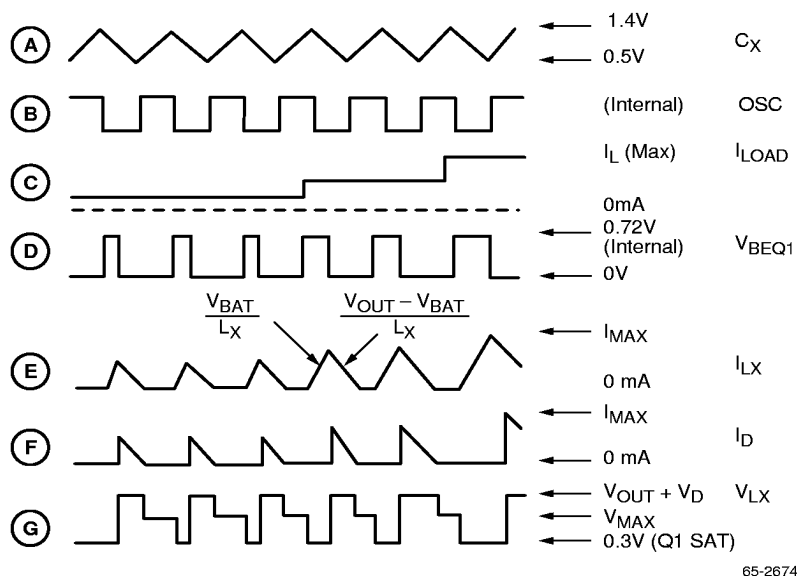 A 1.4V
0.5V CX
B (Internal) OSC
C IL (Max) ILOAD
0mA
D 0.72V
(Internal) VBEQ1
0V
VBAT VOUT – VBAT
LX LX
E IMAX
0 mA ILX
F IMAX
0 mA ID
G VOUT + VD VLX
VMAX
0.3V (Q1 SAT)
65-2674